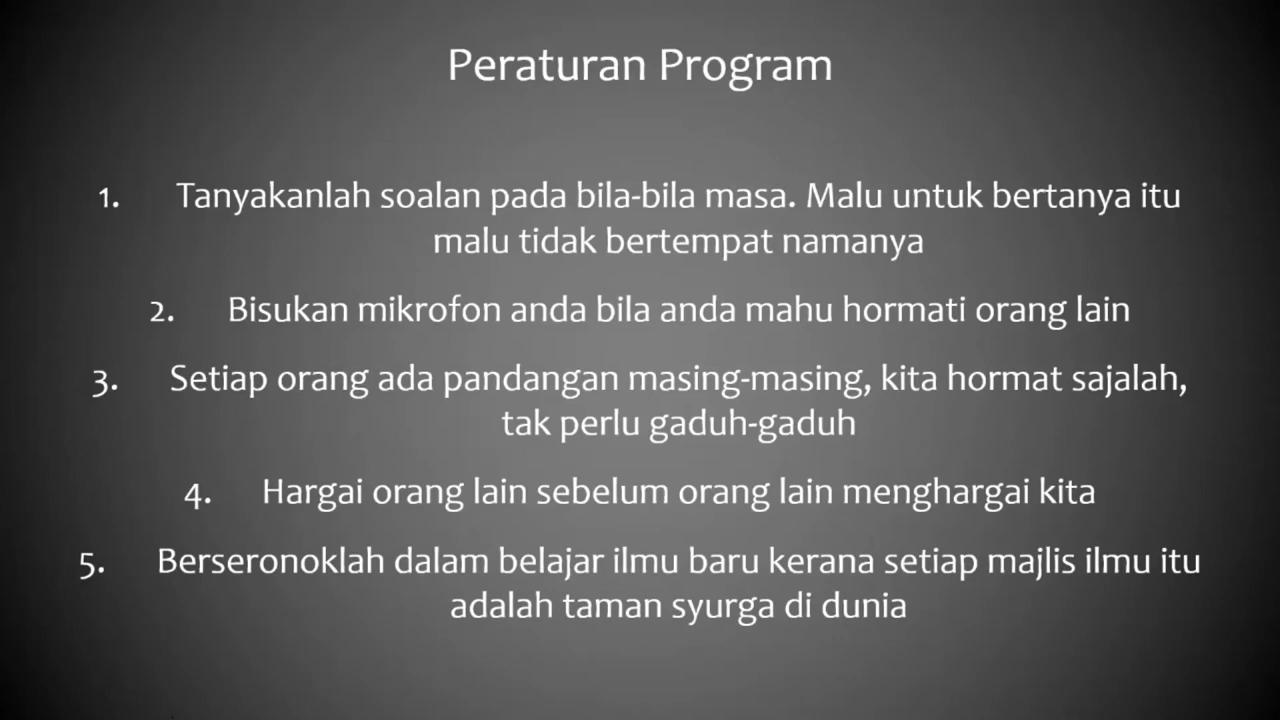 Peraturan Program
1. Tanyakanlah soalan pada bila-bila masa. Malu untuk bertanya itu
malu tidak bertempat namanya
2. Bisukan mikrofon anda bila anda mahu hormati orang lain
3. Setiap orang ada pandangan masing-masing, kita hormat sajalah,
tak perlu gaduh-gaduh
4. Hargai orang lain sebelum orang lain menghargai kita
5. Berseronoklah dalam belajar ilmu baru kerana setiap majlis ilmu itu
adalah taman syurga di dunia